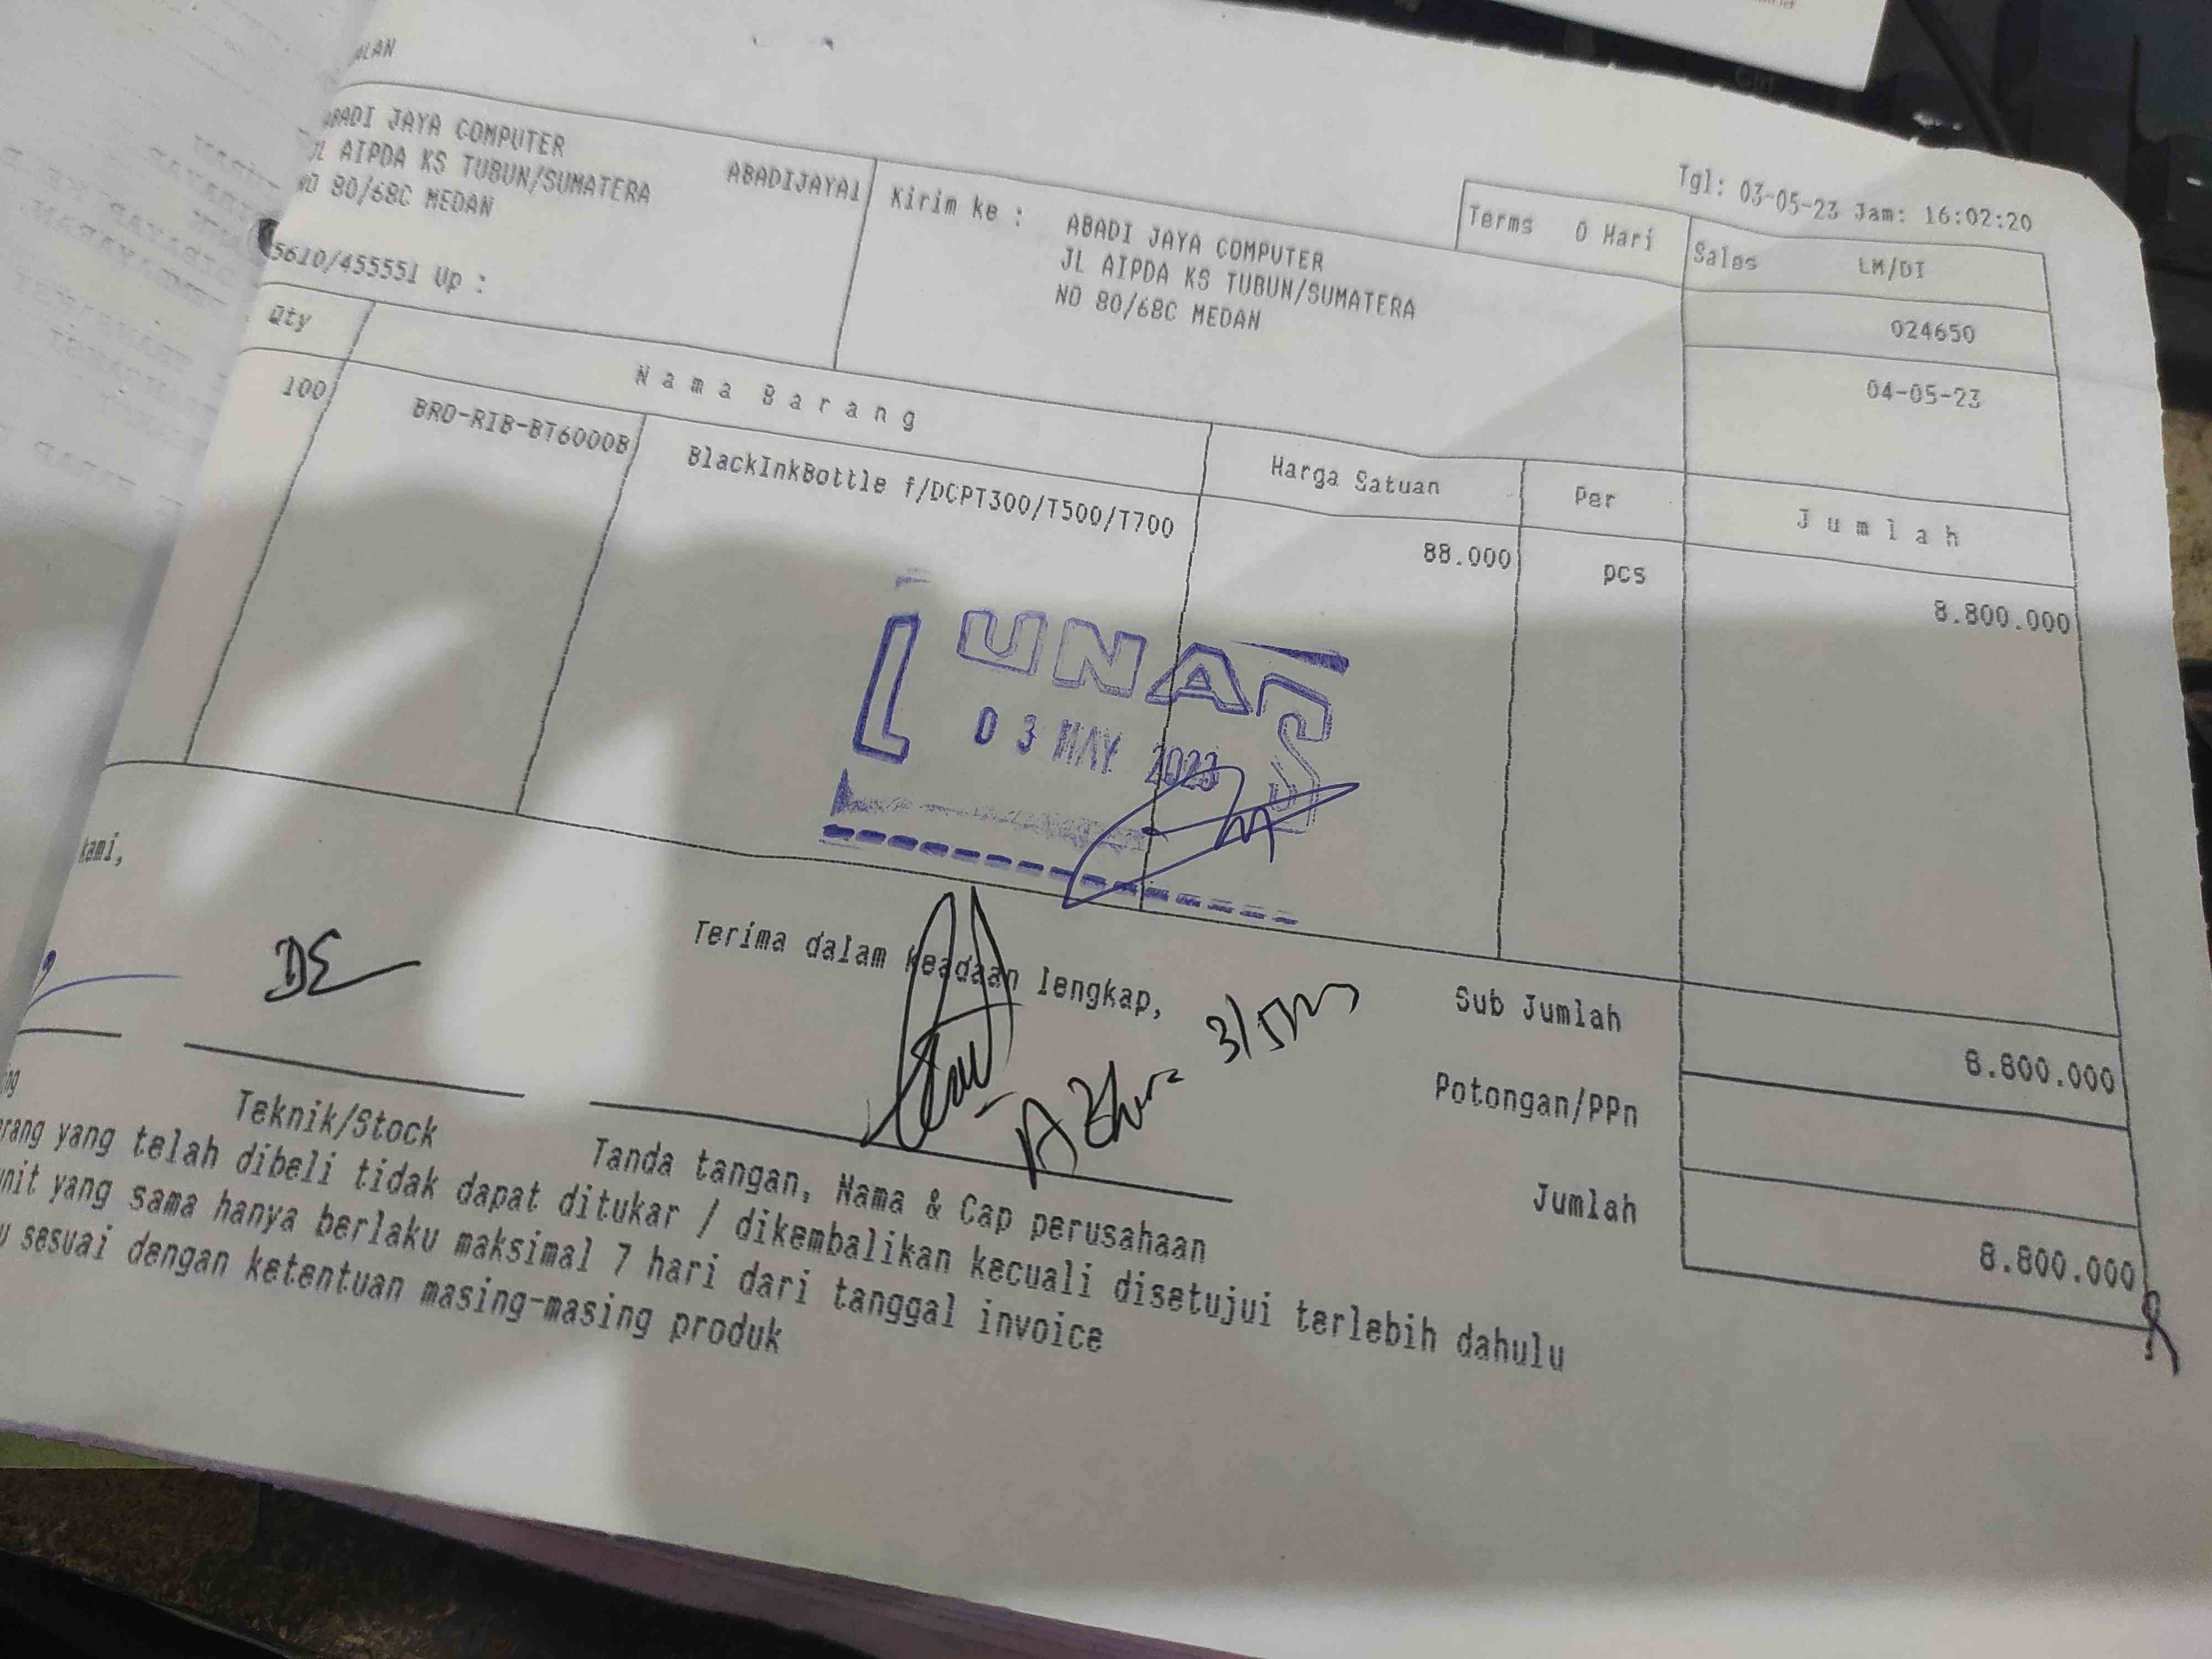 Tgl: 03-05-23 Jam: 16:02:20
ABADI JAYA COMPUTER
JL AIPDA KS TUBUN/SUMATERA
NO 80/68C MEDAN
ABADIJAYA1
5610/455551 Up :
Kirim ke :
ABADI JAYA COMPUTER
JL AIPDA KS TUBUN/SUMATERA
NO 80/68C MEDAN
Terms 0 Hari
Sales LM/DI
024650
04-05-23
Qty
Nama Barang
Harga Satuan
Per
Jumlah
100
BRO-RIB-BT6000B
BlackInkBottle f/DCPT300/T500/T700
88.000
pcs
8.800.000
LUNAS
03 MAY 2023
kami,
DE
Terima dalam keadaan lengkap,
Sub Jumlah 8.800.000
Potongan/PPn
Jumlah 8.800.000
Teknik/Stock
Tanda tangan, Nama & Cap perusahaan
yang telah dibeli tidak dapat ditukar / dikembalikan kecuali disetujui terlebih dahulu
yang sama hanya berlaku maksimal 7 hari dari tanggal invoice
sesuai dengan ketentuan masing-masing produk